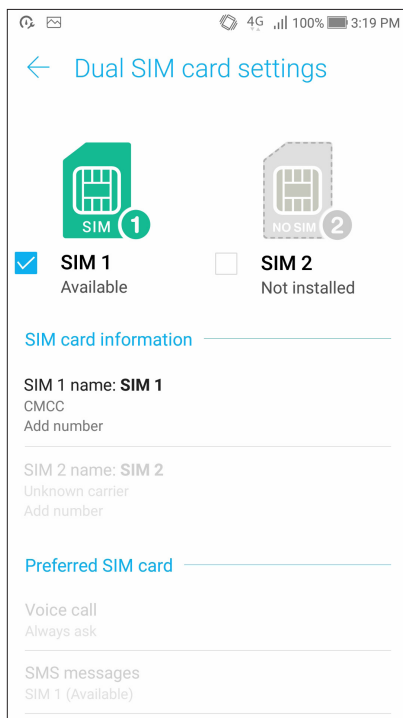 4G 100% 3:19 PM
Dual SIM card settings
SIM 1 NO SIM 2
SIM 1 SIM 2
Available Not installed
SIM card information
SIM 1 name: SIM 1
CMCC
Add number
SIM 2 name: SIM 2
Unknown carrier
Add number
Preferred SIM card
Voice call
Always ask
SMS messages
SIM 1 (Available)